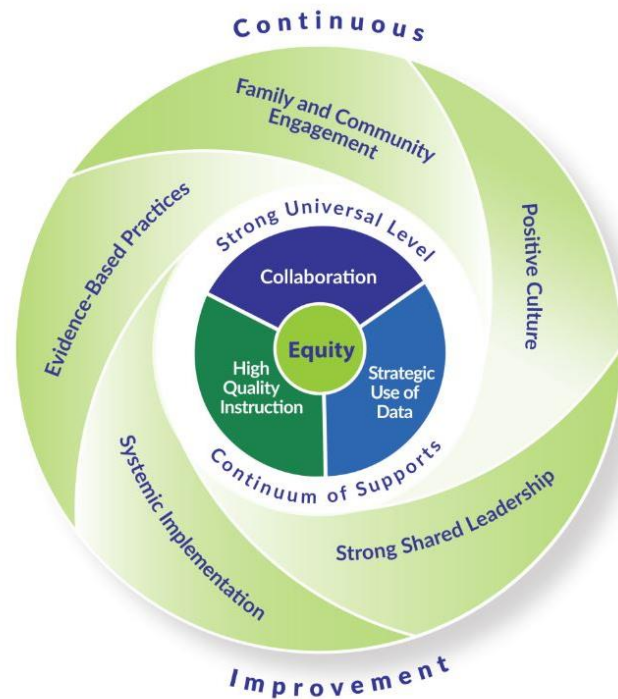 Continuous
Family and Community
Engagement
Positive Culture
Evidence-Based Practices
Strong Universal Level
Collaboration
Equity
High
Quality
Instruction
Strategic
Use of
Data
Continuum of Supports
Strong Shared Leadership
Systemic Implementation
Improvement